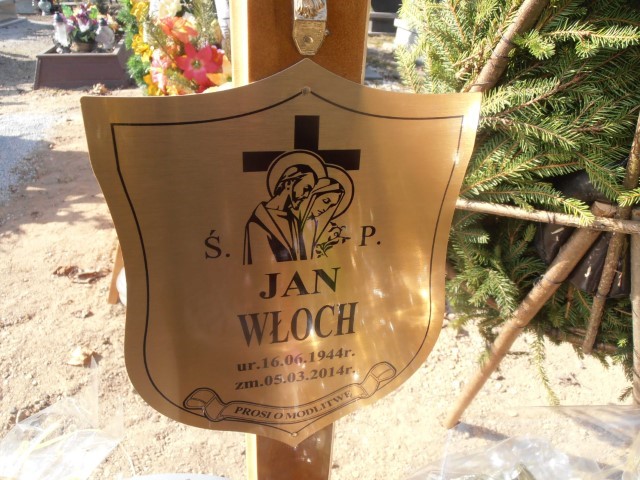 Ś. P.
JAN
WŁOCH
ur.16.06.1944r.
zm.05.03.2014r.
PROSI O MODLITWĘ